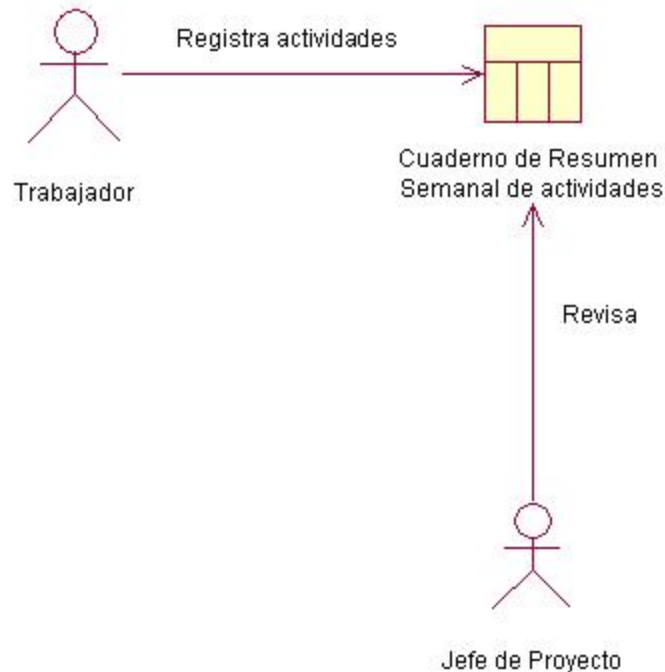 Registra actividades
Trabajador
Cuaderno de Resumen
Semanal de actividades
Revisa
Jefe de Proyecto